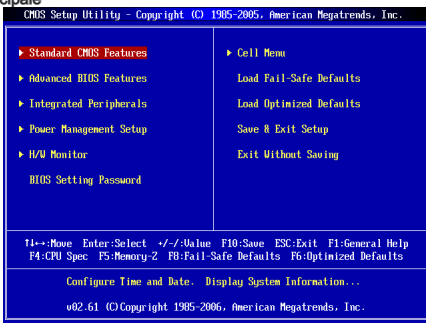 cipale
CMOS Setup Utility - Copyright (C) 1985-2005, American Megatrends, Inc.
Standard CMOS Features
Cell Menu
Advanced BIOS Features
Load Fail-Safe Defaults
Integrated Peripherals
Load Optimized Defaults
Power Management Setup
Save & Exit Setup
H/W Monitor
Exit Without Saving
BIOS Setting Password
↑↓←→:Move Enter:Select +/-/:Value F10:Save ESC:Exit F1:General Help
F4:CPU Spec F5:Memory-Z F8:Fail-Safe Defaults F6:Optimized Defaults
Configure Time and Date. Display System Information...
v02.61 (C)Copyright 1985-2006, American Megatrends, Inc.